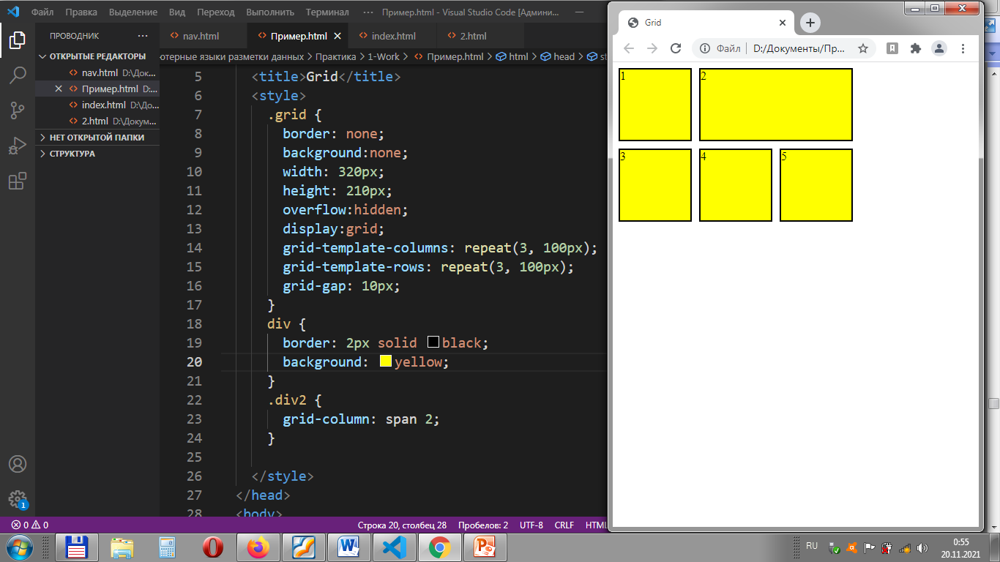 Файл Правка Выделение Вид Переход Выполнить Терминал ··· Пример.html - Visual Studio Code [Админи...
ПРОВОДНИК ···
ОТКРЫТЫЕ РЕДАКТОРЫ
nav.html D:\Док...
Пример.html D:...
index.html D:\До...
2.html D:\Докум...
НЕТ ОТКРЫТОЙ ПАПКИ
СТРУКТУРА
1
nav.html Пример.html index.html 2.html
ютерные языки разметки данных > Практика > 1-Work > Пример.html > html > head > st
5 <title>Grid</title>
6 <style>
7 .grid {
8 border: none;
9 background:none;
10 width: 320px;
11 height: 210px;
12 overflow:hidden;
13 display:grid;
14 grid-template-columns: repeat(3, 100px);
15 grid-template-rows: repeat(3, 100px);
16 grid-gap: 10px;
17 }
18 div {
19 border: 2px solid black;
20 background: yellow;
21 }
22 .div2 {
23 grid-column: span 2;
24 }
25
26 </style>
27 </head>
28 <body>
0 0 Строка 20, столбец 28 Пробелов: 2 UTF-8 CRLF HTML
Grid
Файл D:/Документы/Пр...
1 2
3 4 5
RU 0:55
20.11.2021